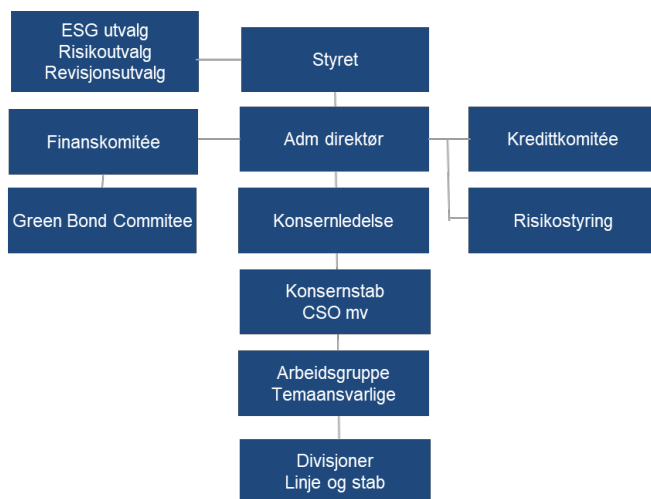 ESG utvalg
Risikoutvalg
Revisjonsutvalg
Styret
Finanskomitée
Adm direktør
Kredittkomitée
Green Bond Commitee
Konsernledelse
Risikostyring
Konsernstab
CSO mv
Arbeidsgruppe
Temaansvarlige
Divisjoner
Linje og stab